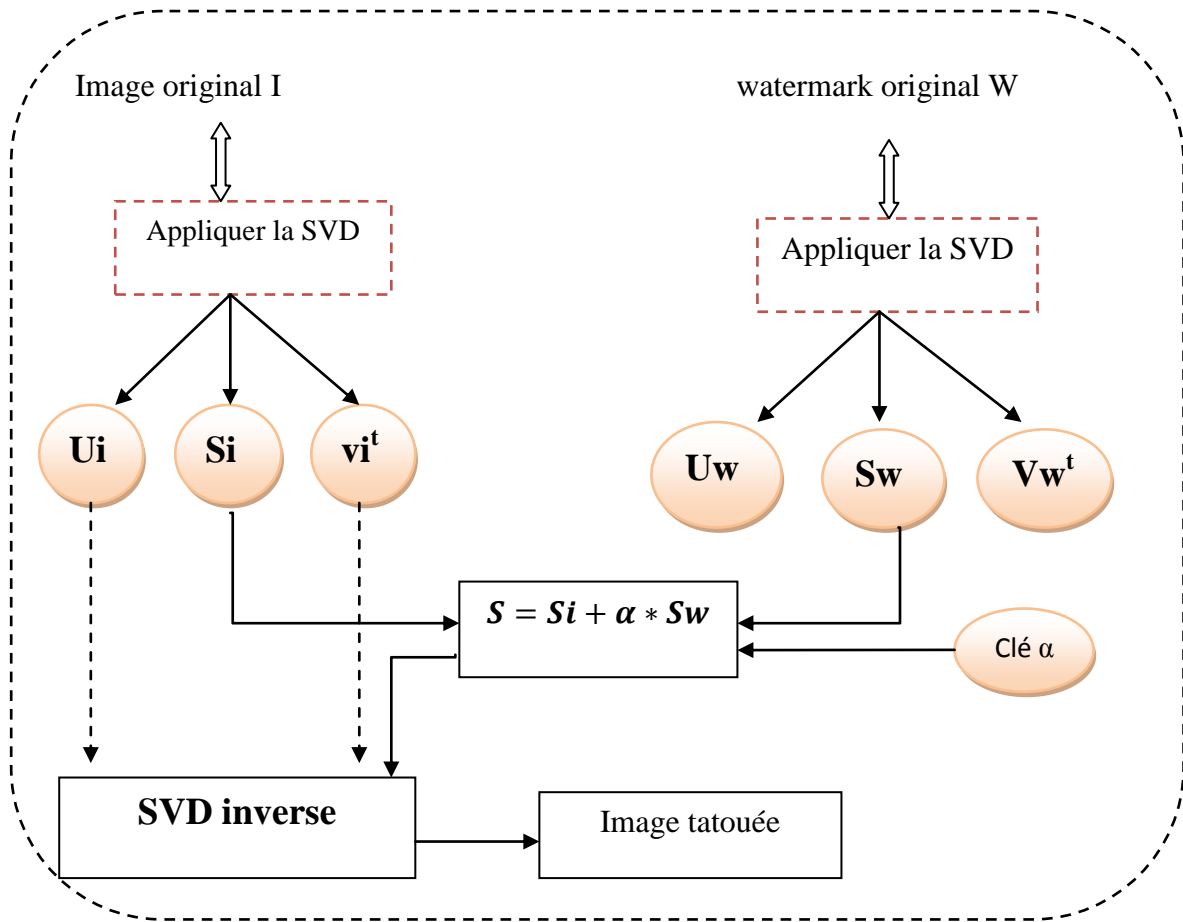 Image original I
watermark original W
Appliquer la SVD
Appliquer la SVD
Ui
Si
vi^t
Uw
Sw
Vw^t
S = Si + α * Sw
Clé α
SVD inverse
Image tatouée